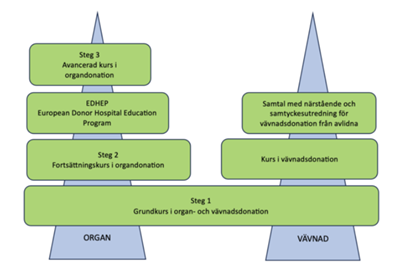 Steg 3
Avancerad kurs i
organdonation
EDHEP
European Donor Hospital Education
Program
Samtal med närstående och
samtyckesutredning för
vävnadsdonation från avlidna
Steg 2
Fortsättningskurs i organdonation
Kurs i vävnadsdonation
Steg 1
Grundkurs i organ- och vävnadsdonation
ORGAN
VÄVNAD